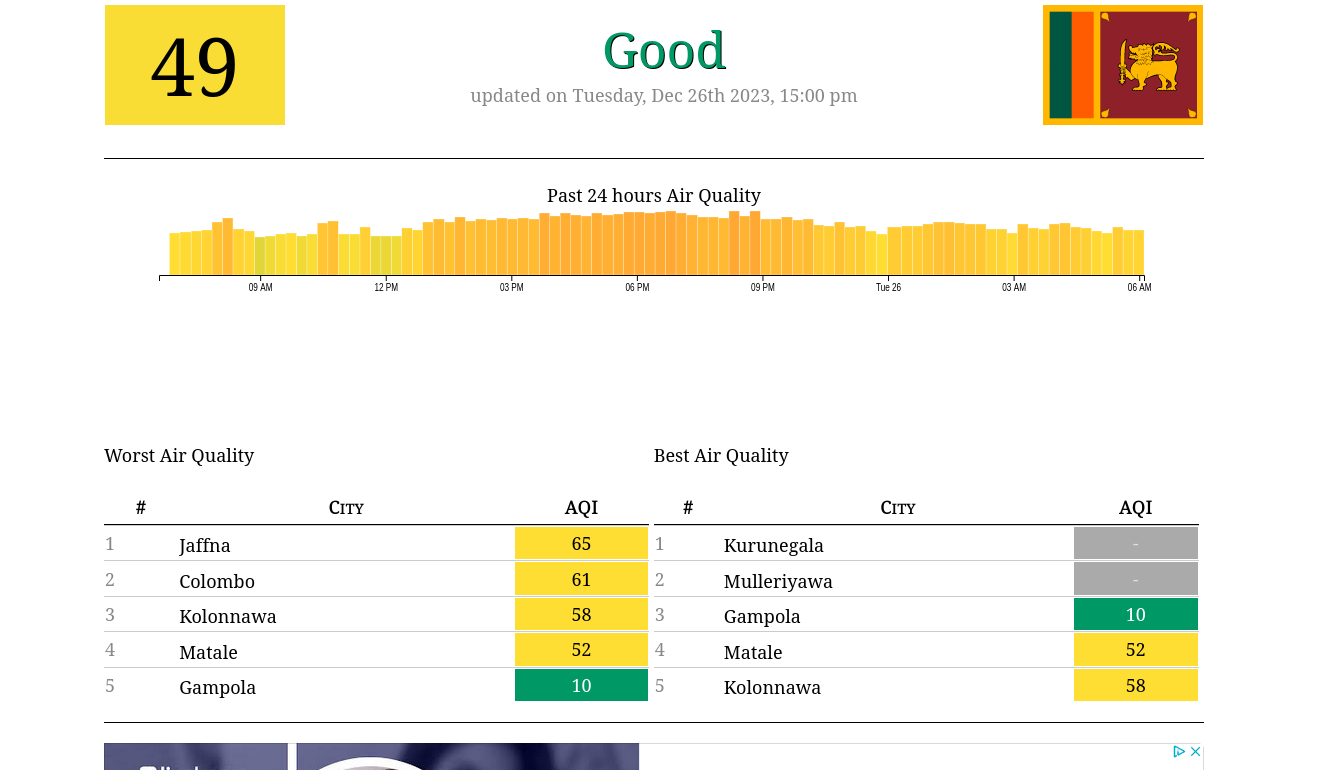 49
Good
updated on Tuesday, Dec 26th 2023, 15:00 pm
Past 24 hours Air Quality
09 AM 12 PM 03 PM 06 PM 09 PM Tue 26 03 AM 06 AM
Worst Air Quality
# City AQI
1 Jaffna 65
2 Colombo 61
3 Kolonnawa 58
4 Matale 52
5 Gampola 10
Best Air Quality
# City AQI
1 Kurunegala -
2 Mulleriyawa -
3 Gampola 10
4 Matale 52
5 Kolonnawa 58